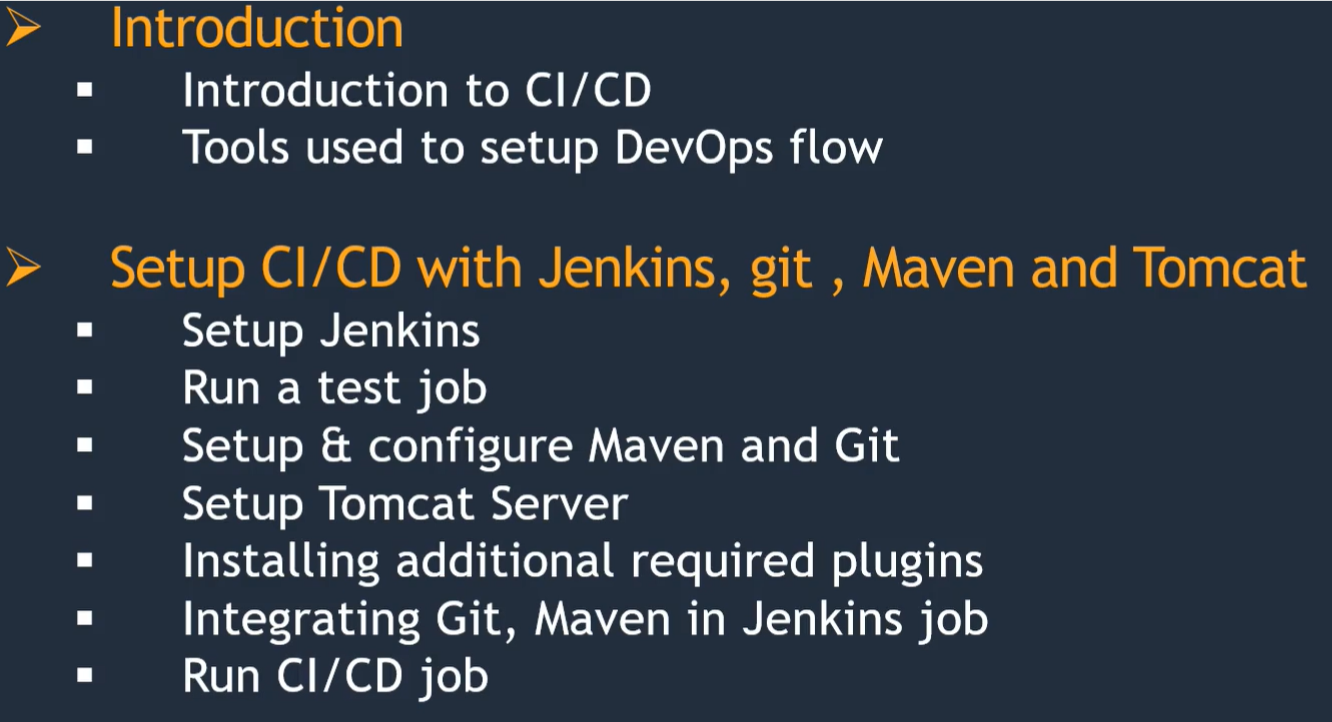 ➢ Introduction
▪ Introduction to CI/CD
▪ Tools used to setup DevOps flow
➢ Setup CI/CD with Jenkins, git , Maven and Tomcat
▪ Setup Jenkins
▪ Run a test job
▪ Setup & configure Maven and Git
▪ Setup Tomcat Server
▪ Installing additional required plugins
▪ Integrating Git, Maven in Jenkins job
▪ Run CI/CD job